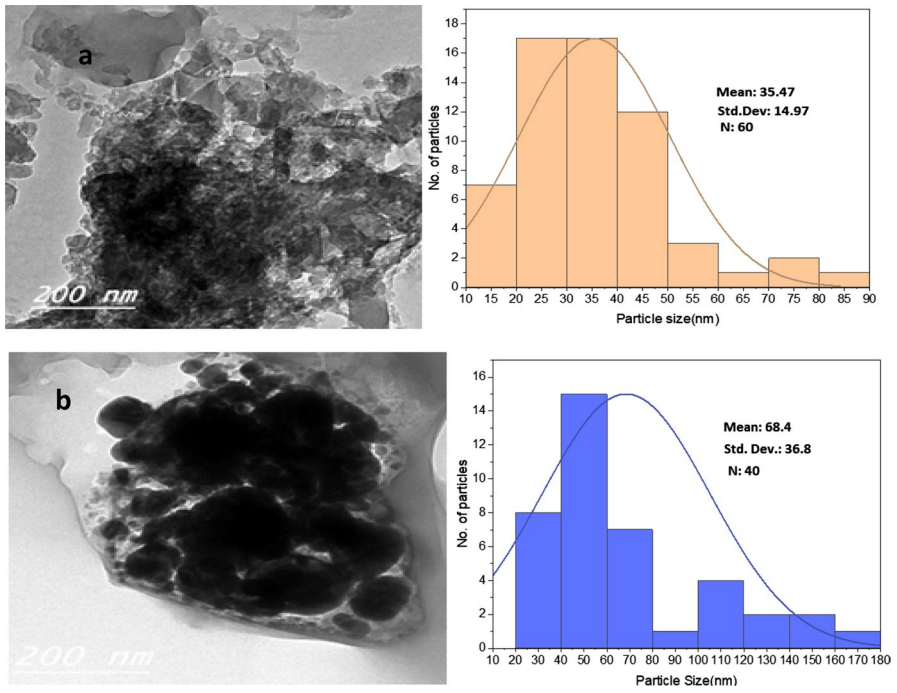 a
200 nm
No. of particles
18
16
14
12
10
8
6
4
2
0
Mean: 35.47
Std.Dev: 14.97
N: 60
10 15 20 25 30 35 40 45 50 55 60 65 70 75 80 85 90
Particle size(nm)
b
200 nm
No. of particles
16
14
12
10
8
6
4
2
0
Mean: 68.4
Std. Dev.: 36.8
N: 40
10 20 30 40 50 60 70 80 90 100 110 120 130 140 150 160 170 180
Particle Size(nm)